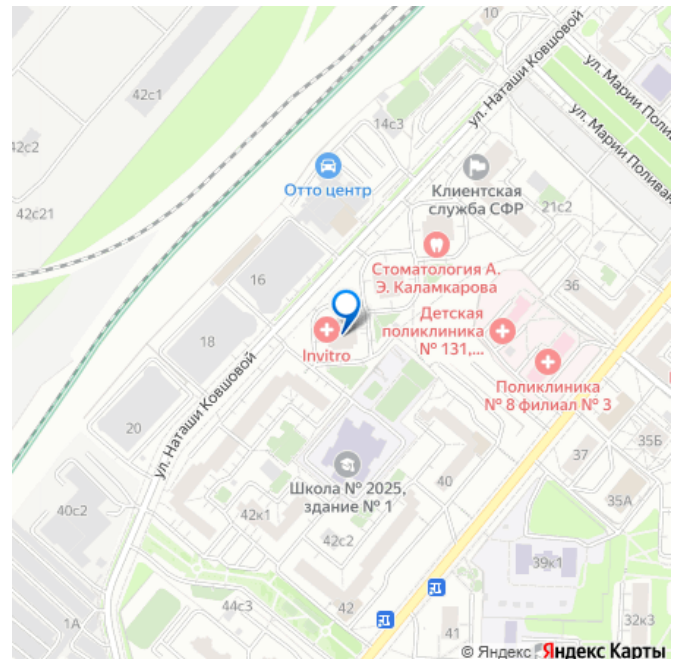 10
ул. Наташи Ковшовой
ул. Марии Поли
ул. Марии Поливан
42с1
14с3
42с2
Отто центр
Клиентская
служба СФР
21с2
42с21
Стоматология А.
Э. Каламкарова
16
36
Детская
поликлиника
№ 131,...
Invitro
18
Поликлиника
№ 8 филиал № 3
ул. Наташи Ковшовой
20
35Б
37
Школа № 2025,
здание № 1
40
35А
40с2
42к1
42с2
39к1
1А
44с3
42
41
32к3
© Яндекс Яндекс Карты